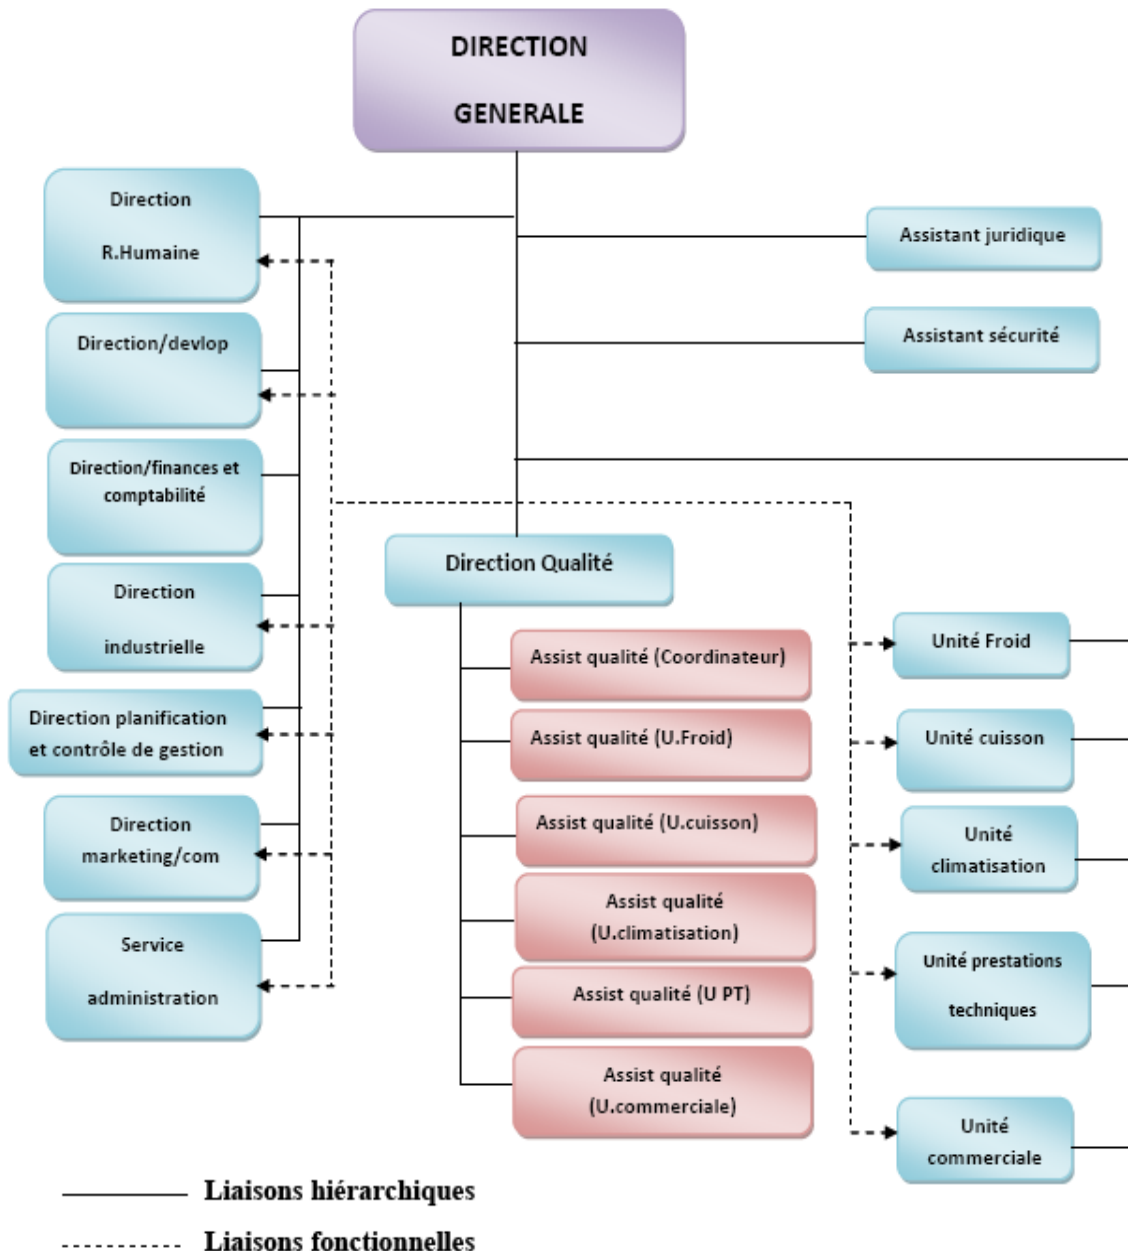 DIRECTION
GENERALE
Direction
R.Humaine
Direction/devlop
Direction/finances et
comptabilité
Direction
industrielle
Direction planification
et contrôle de gestion
Direction
marketing/com
Service
administration
Assistant juridique
Assistant sécurité
Direction Qualité
Assist qualité (Coordinateur)
Assist qualité (U.Froid)
Assist qualité (U.cuisson)
Assist qualité
(U.climatisation)
Assist qualité (U PT)
Assist qualité
(U.commerciale)
Unité Froid
Unité cuisson
Unité
climatisation
Unité prestations
techniques
Unité
commerciale
Liaisons hiérarchiques
Liaisons fonctionnelles